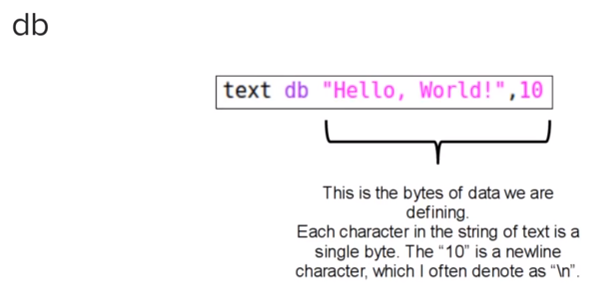 db
text db "Hello, World!",10
This is the bytes of data we are
defining.
Each character in the string of text is a
single byte. The “10” is a newline
character, which I often denote as “\n”.